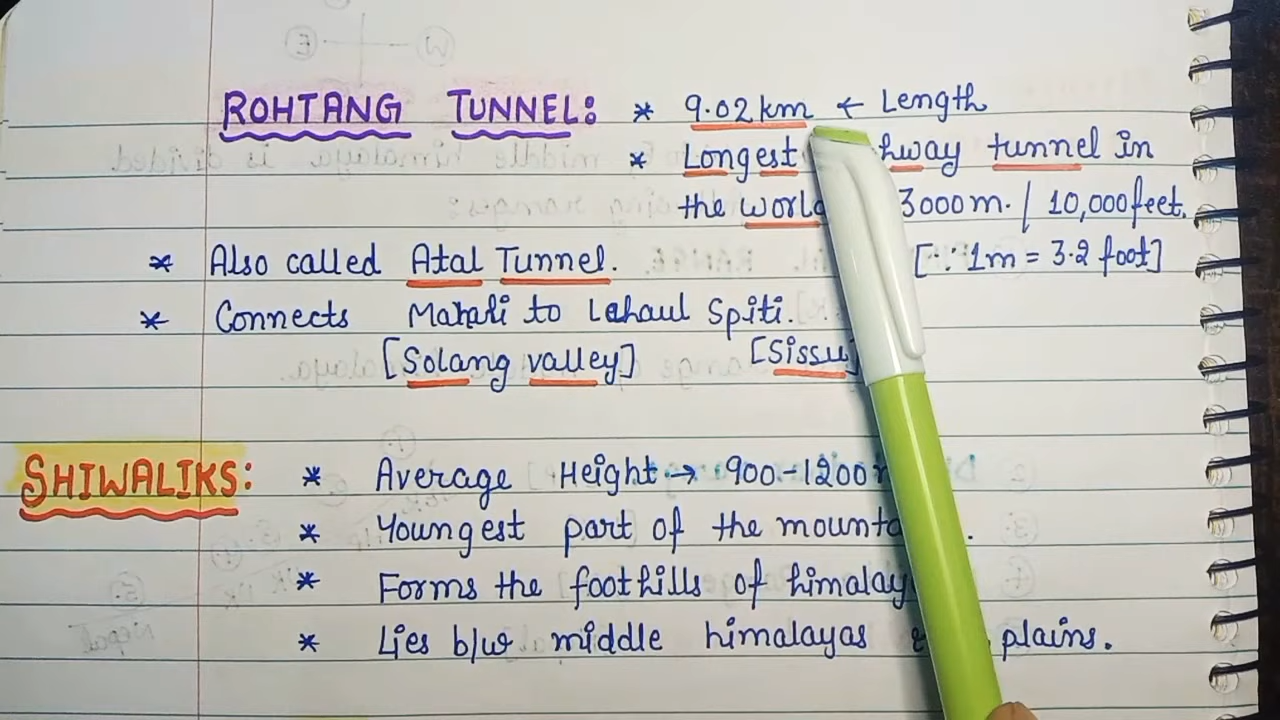 ROHTANG TUNNEL: * 9.02 km ← Length
* Longest hway tunnel in
the world 3000m. / 10,000 feet.
* Also called Atal Tunnel. [∵ 1m = 3.2 foot]
* Connects Manali to Lahaul Spiti.
[Solang valley] [Sissu]
SHIWALIKS: * Average Height → 900-1200
* Youngest part of the mounta .
* Forms the foothills of himalay
* Lies b/w middle himalayas plains.